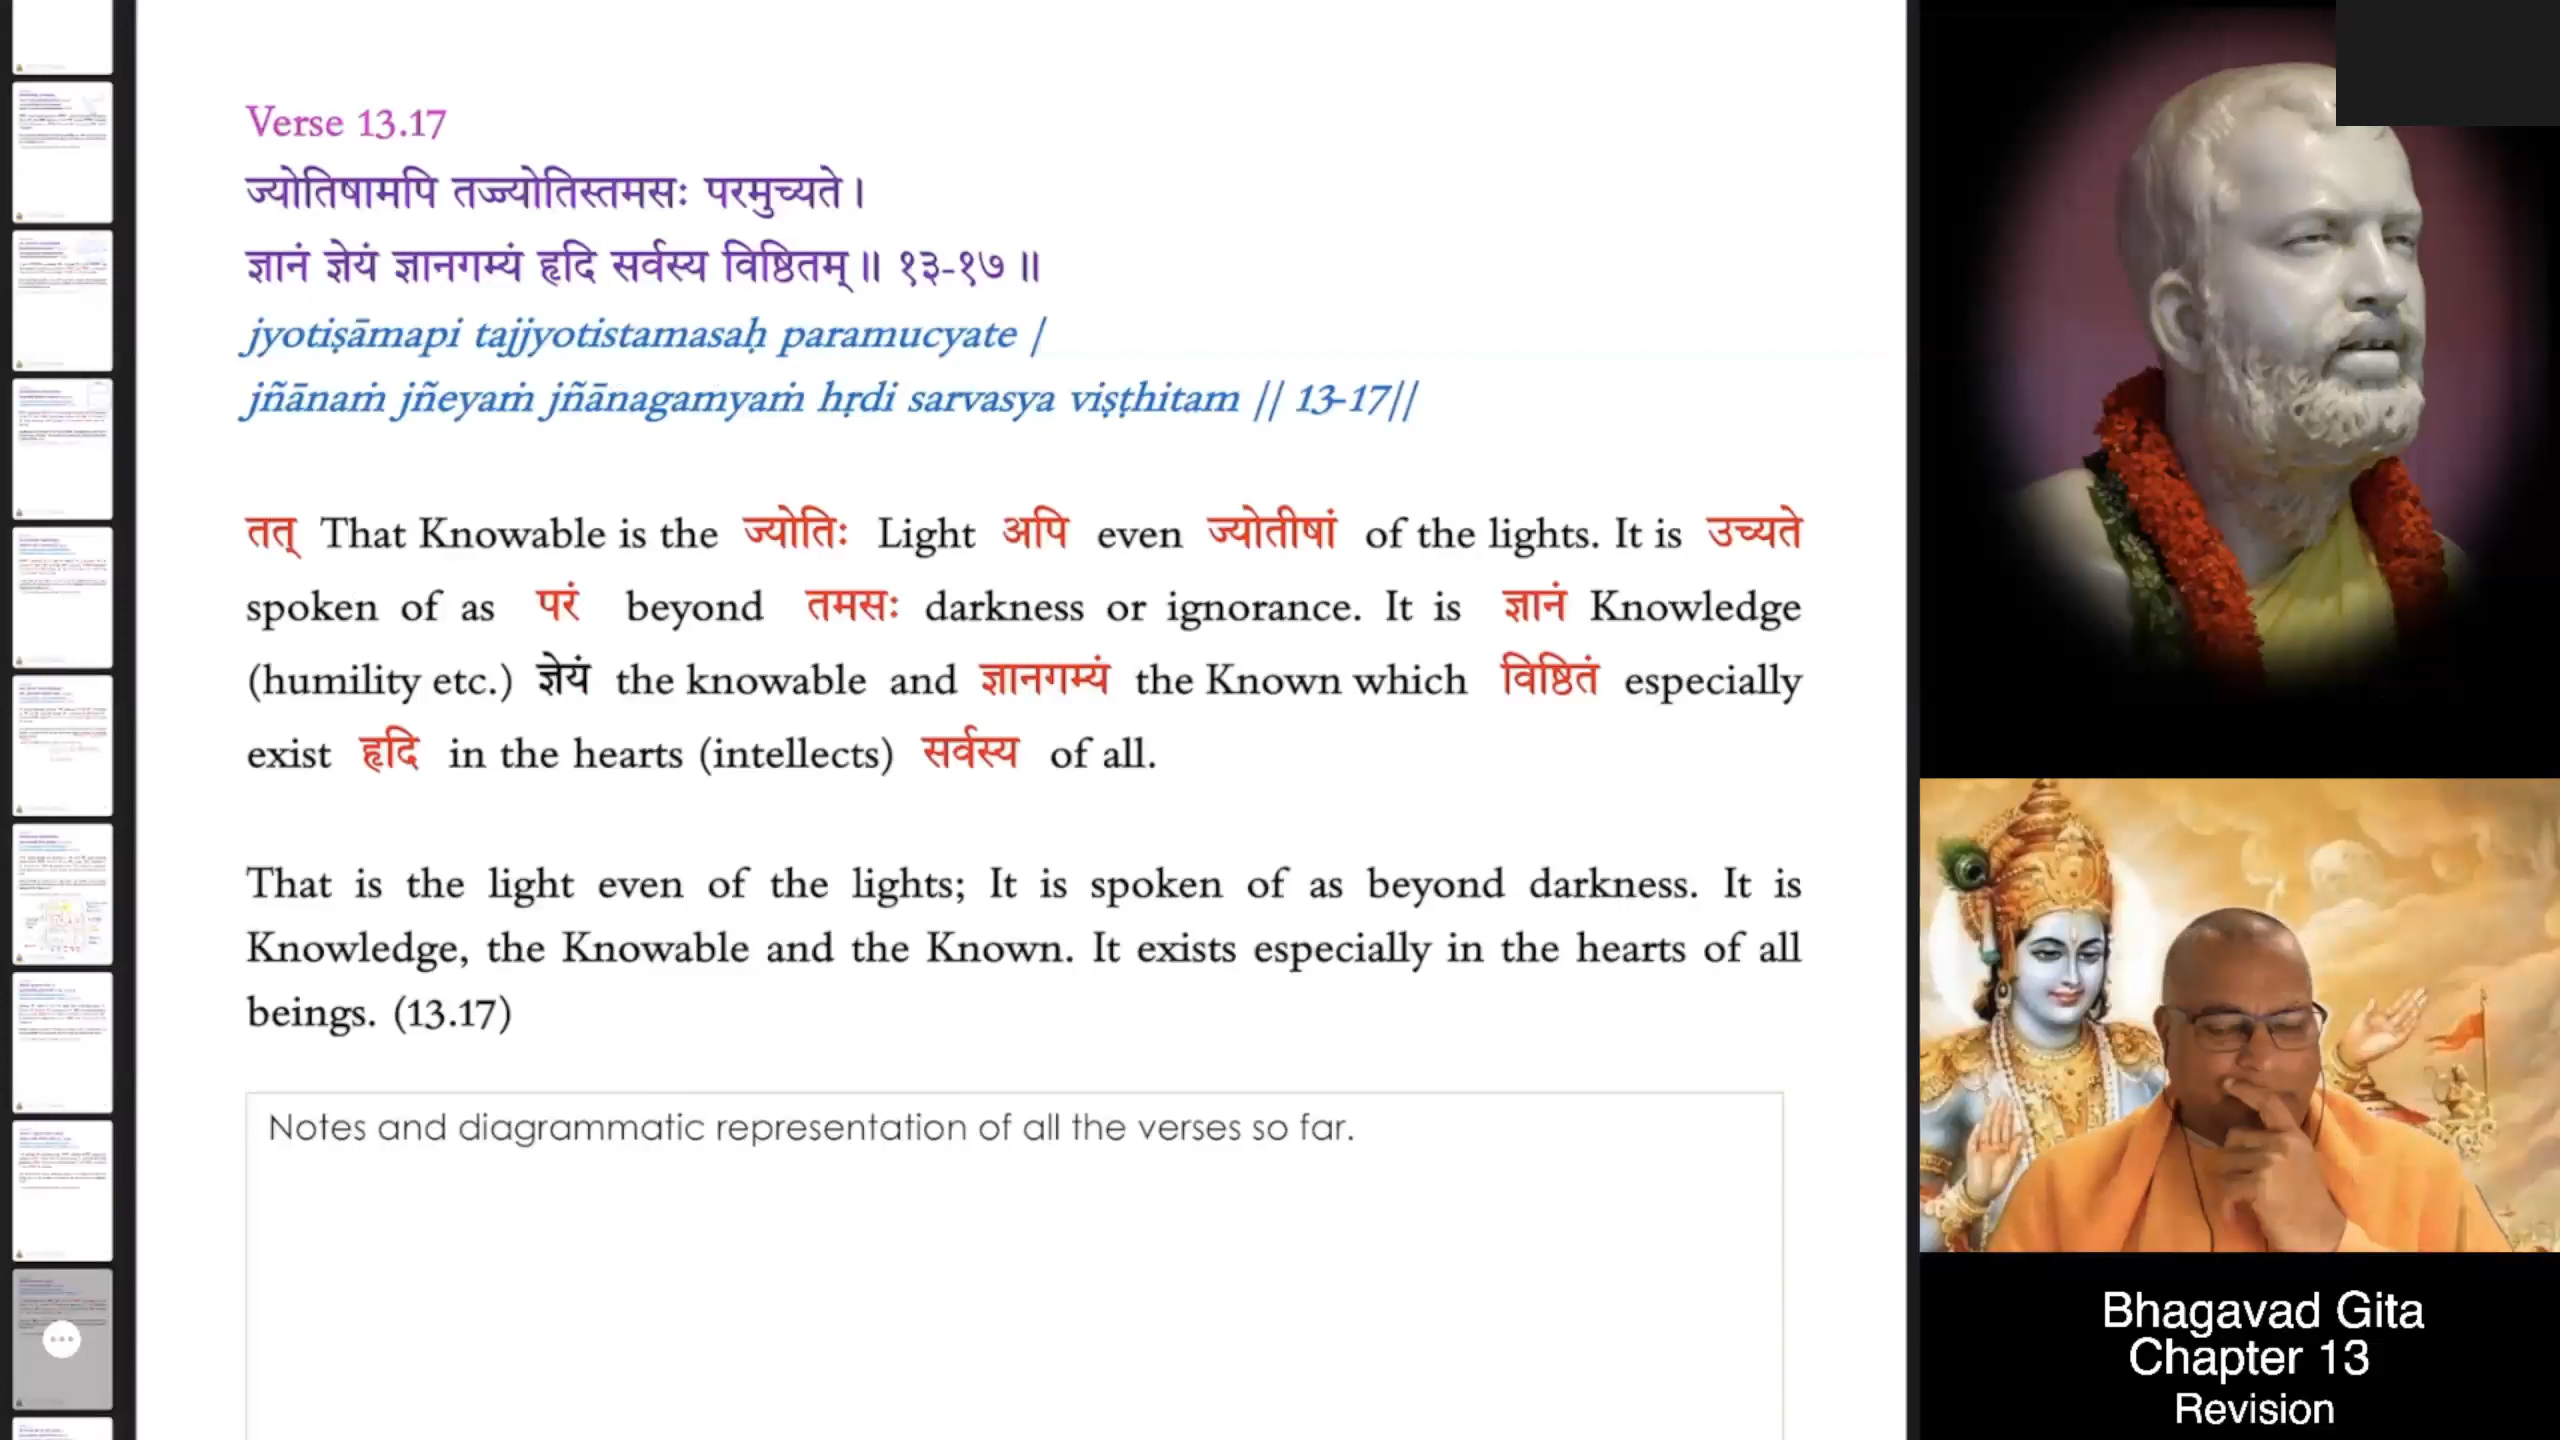 Verse 13.17
ज्योतिषामपि तज्ज्योतिस्तमसः परमुच्यते ।
ज्ञानं ज्ञेयं ज्ञानगम्यं हृदि सर्वस्य विष्ठितम् ॥ १३-१७ ॥
jyotiṣāmapi tajjyotistamasaḥ paramucyate |
jñānaṁ jñeyaṁ jñānagamyaṁ hṛdi sarvasya viṣṭhitam || 13-17||
तत् That Knowable is the ज्योतिः Light अपि even ज्योतीषां of the lights. It is उच्यते
spoken of as परं beyond तमसः darkness or ignorance. It is ज्ञानं Knowledge
(humility etc.) ज्ञेयं the knowable and ज्ञानगम्यं the Known which विष्ठितं especially
exist हृदि in the hearts (intellects) सर्वस्य of all.
That is the light even of the lights; It is spoken of as beyond darkness. It is
Knowledge, the Knowable and the Known. It exists especially in the hearts of all
beings. (13.17)
Notes and diagrammatic representation of all the verses so far.
Bhagavad Gita
Chapter 13
Revision